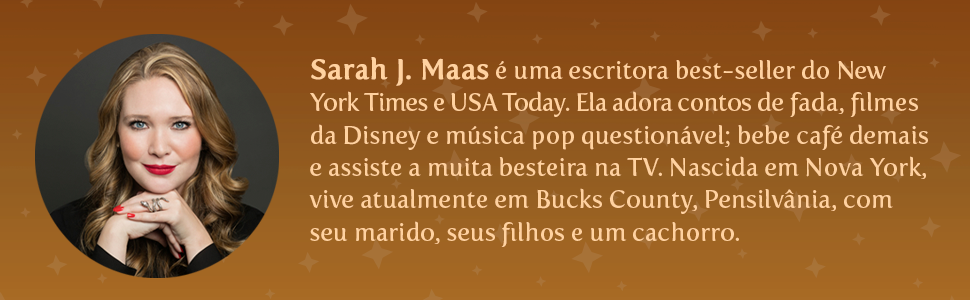 Sarah J. Maas é uma escritora best-seller do New
York Times e USA Today. Ela adora contos de fada, filmes
da Disney e música pop questionável; bebe café demais
e assiste a muita besteira na TV. Nascida em Nova York,
vive atualmente em Bucks County, Pensilvânia, com
seu marido, seus filhos e um cachorro.